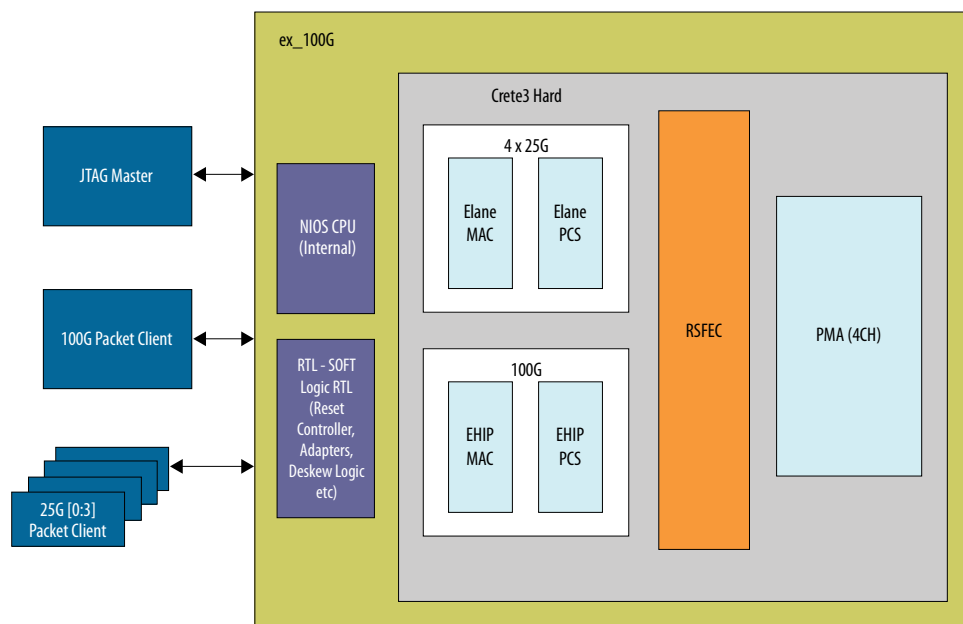 ex_100G
Crete3 Hard
JTAG Master
100G Packet Client
25G [0:3]
Packet Client
NIOS CPU
(Internal)
RTL - SOFT
Logic RTL
(Reset
Controller,
Adapters,
Deskew Logic
etc)
4 x 25G
Elane
MAC
Elane
PCS
100G
EHIP
MAC
EHIP
PCS
RSFEC
PMA (4CH)